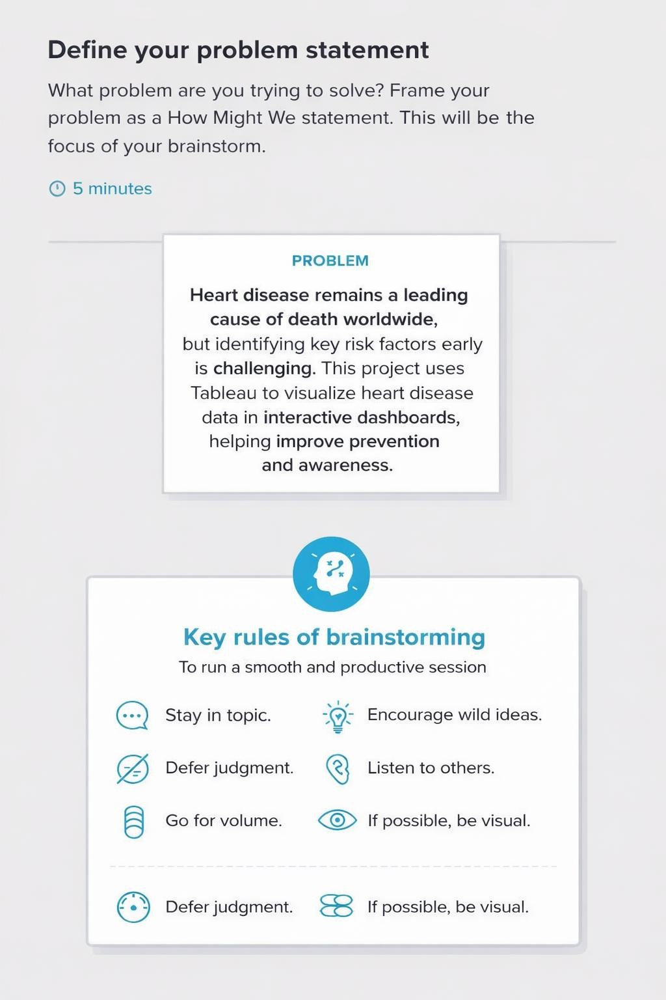 Define your problem statement
What problem are you trying to solve? Frame your
problem as a How Might We statement. This will be the
focus of your brainstorm.
5 minutes
PROBLEM
Heart disease remains a leading
cause of death worldwide,
but identifying key risk factors early
is challenging. This project uses
Tableau to visualize heart disease
data in interactive dashboards,
helping improve prevention
and awareness.
Key rules of brainstorming
To run a smooth and productive session
Stay in topic.
Encourage wild ideas.
Defer judgment.
Listen to others.
Go for volume.
If possible, be visual.
Defer judgment.
If possible, be visual.